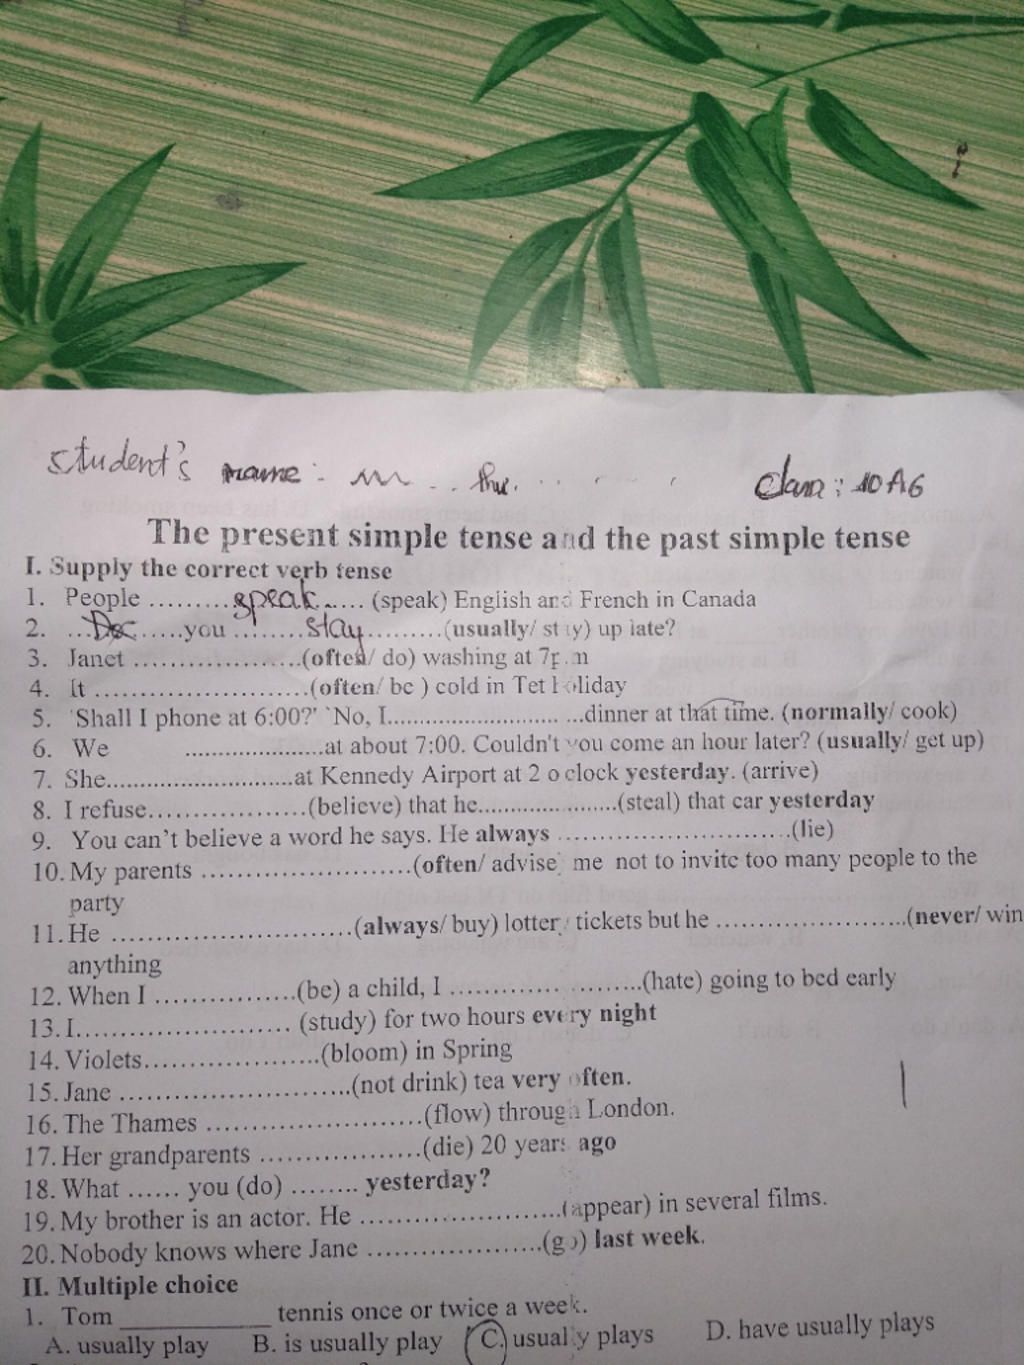 student's name: ... thu. ... Class: 10A6
The present simple tense and the past simple tense
I. Supply the correct verb tense
1. People .........speak...... (speak) English and French in Canada
2. ...Do......you ........stay..........(usually/ stay) up late?
3. Janet .......................(often/ do) washing at 7p.m
4. It .............................(often/ be ) cold in Tet Holiday
5. `Shall I phone at 6:00?' `No, I............................ ...dinner at that time. (normally/ cook)
6. We ......................at about 7:00. Couldn't you come an hour later? (usually/ get up)
7. She..............................at Kennedy Airport at 2 o clock yesterday. (arrive)
8. I refuse.....................(believe) that he......................(steal) that car yesterday
9. You can't believe a word he says. He always ..............................(lie)
10. My parents ...........................(often/ advise me not to invite too many people to the
party
11. He ...............................(always/ buy) lottery tickets but he .........................(never/ win
anything
12. When I .................(be) a child, I ......................(hate) going to bed early
13. I........................... (study) for two hours every night
14. Violets.....................(bloom) in Spring
15. Jane ..............................(not drink) tea very often.
16. The Thames ...........................(flow) through London.
17. Her grandparents ...................(die) 20 years ago
18. What ...... you (do) ........ yesterday?
19. My brother is an actor. He .........................(appear) in several films.
20. Nobody knows where Jane .....................(go) last week.
II. Multiple choice
1. Tom ____________ tennis once or twice a week.
A. usually play B. is usually play C. usually plays D. have usually plays